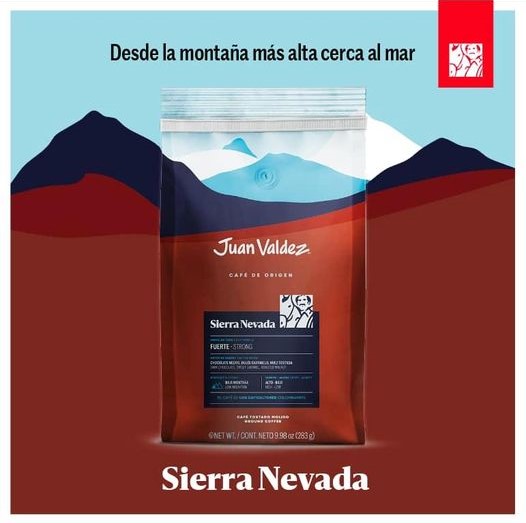 Desde la montaña más alta cerca al mar
Juan Valdez
CAFÉ DE ORIGEN
Sierra Nevada
FUERTE · STRONG
CAFÉ TOSTADO MOLIDO
GROUND COFFEE
NET WT. / CONT. NETO 9.98 oz (283 g)
Sierra Nevada